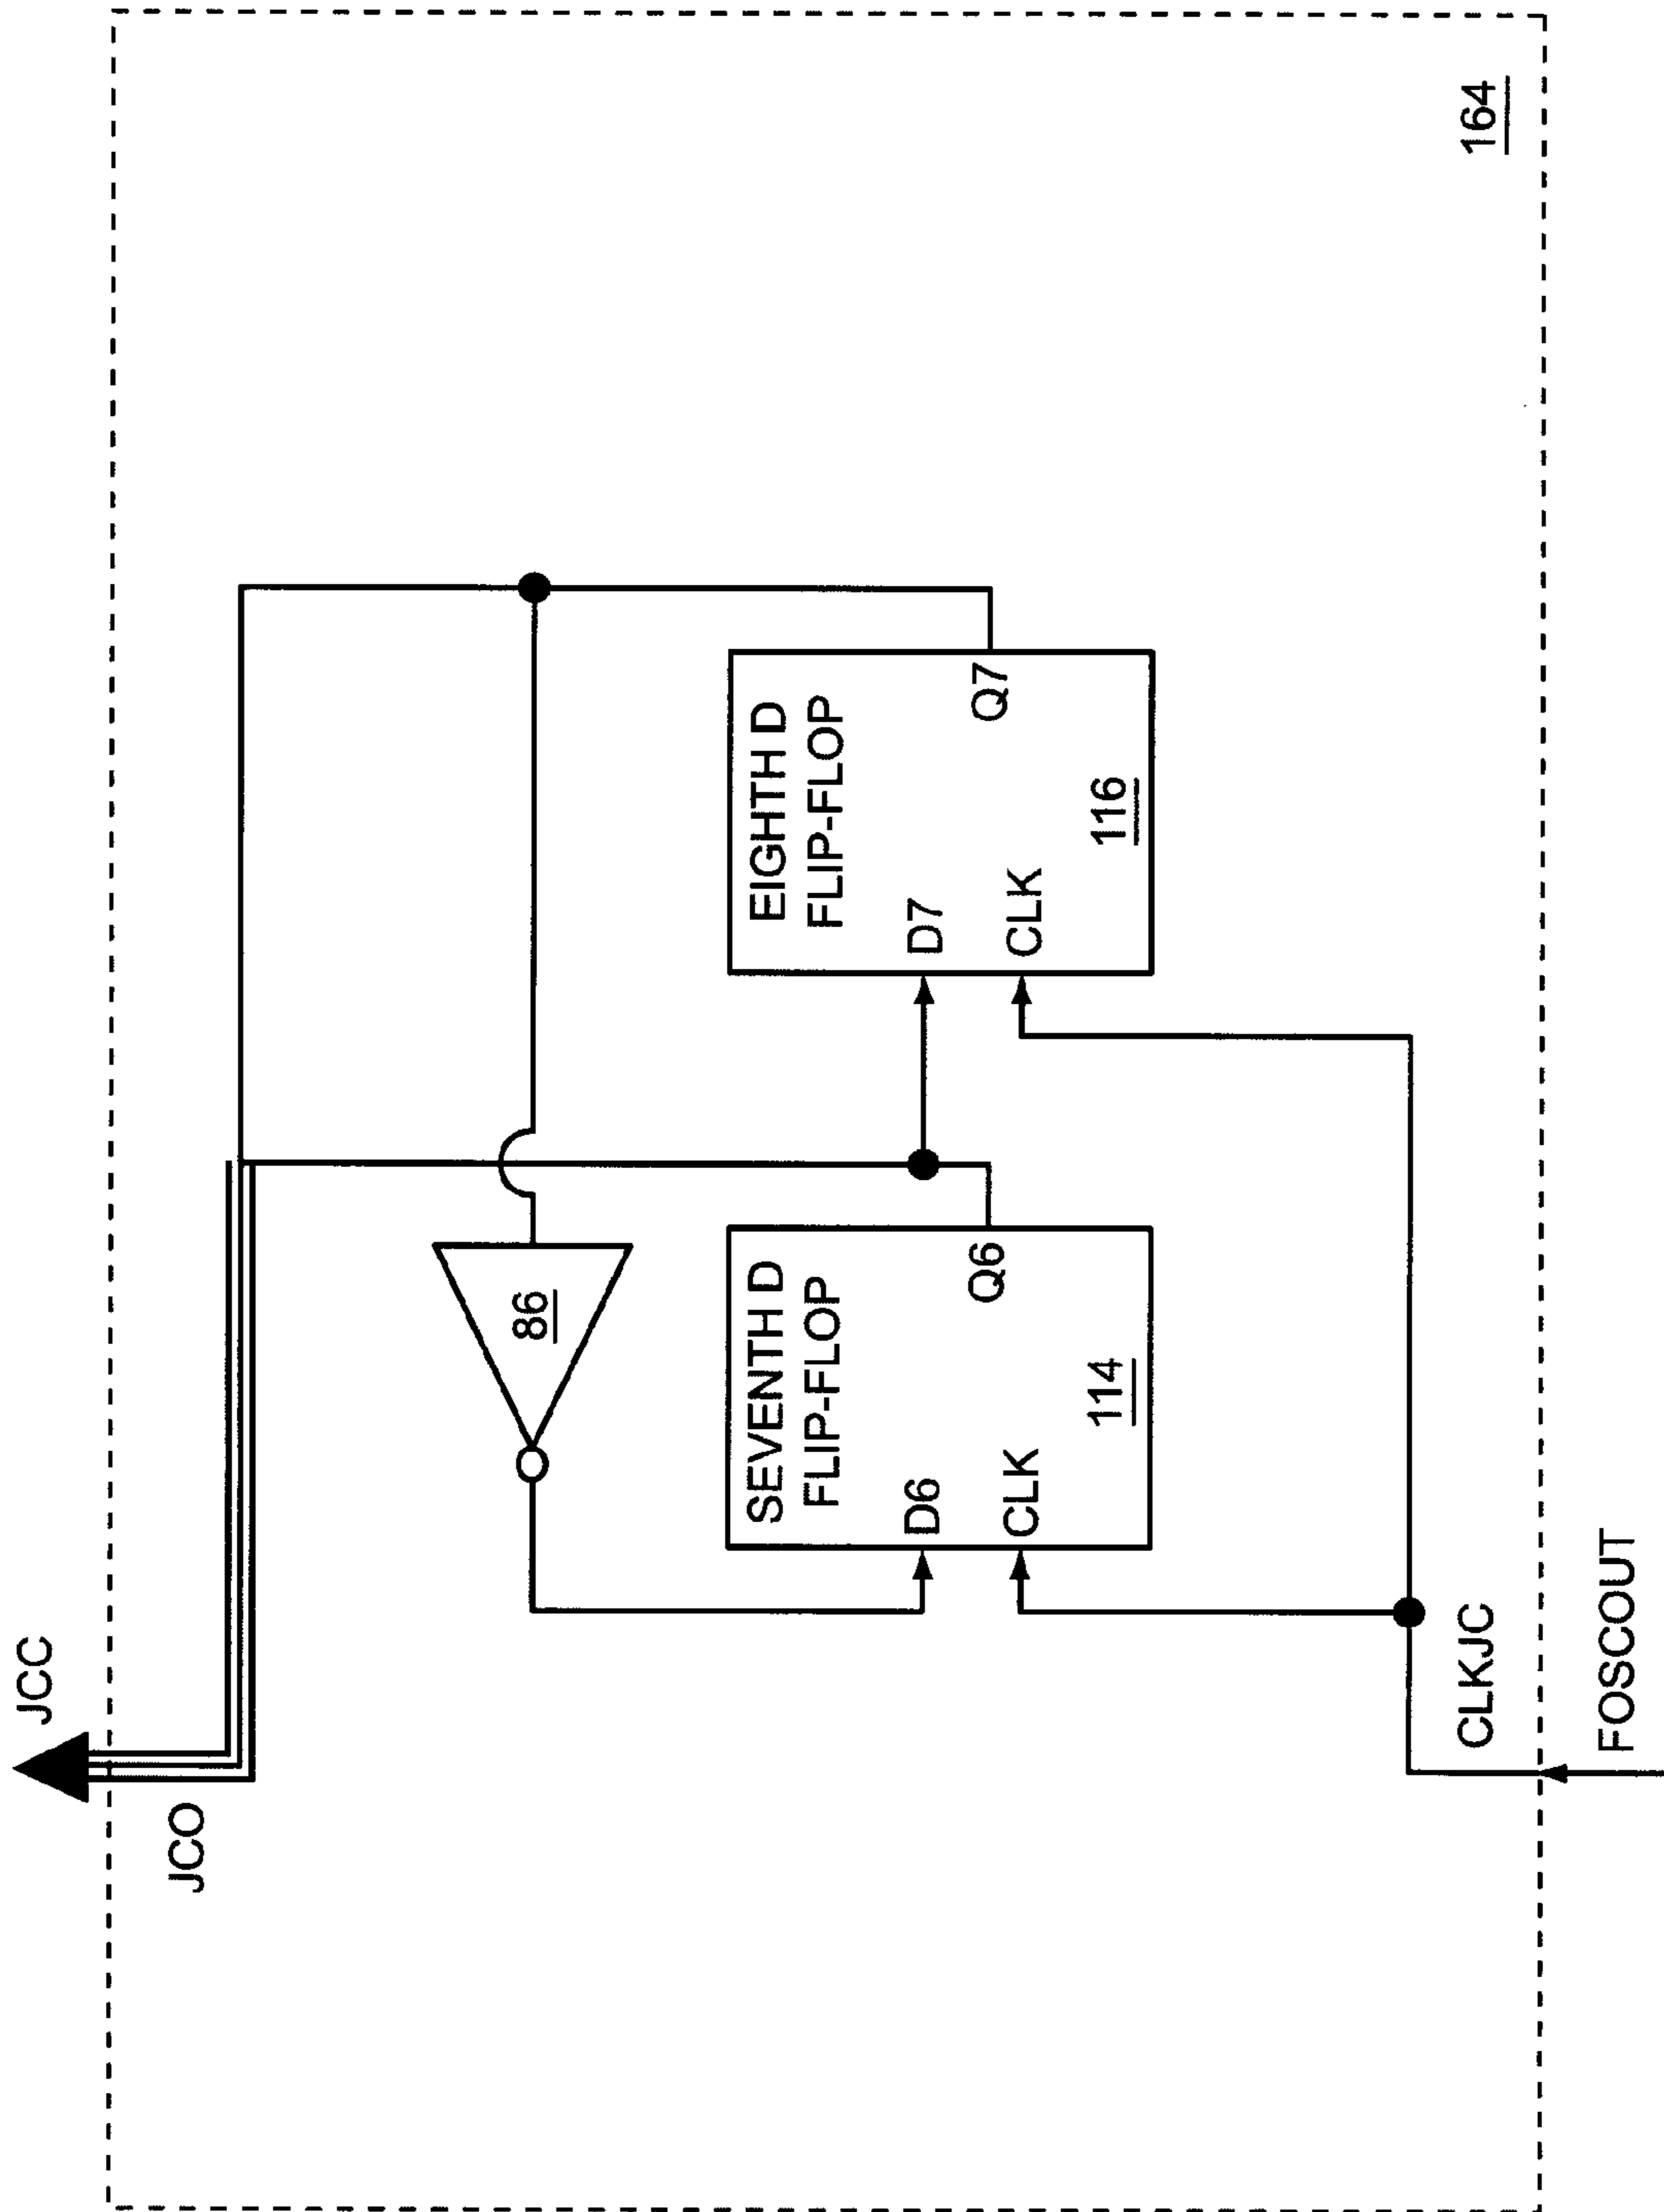 JCC
JCO
86
SEVENTH D
FLIP-FLOP
D6
Q6
CLK
114
EIGHTH D
FLIP-FLOP
D7
Q7
CLK
116
CLKJC
164
FOSCOUT